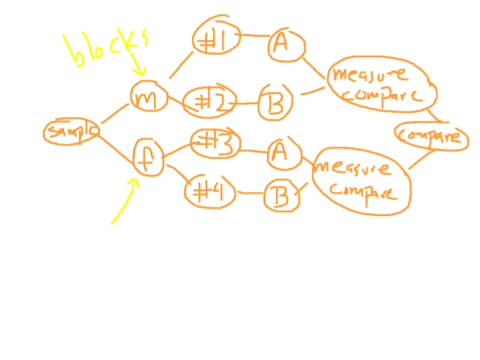 blocks
#1
A
measure
compare
m
#2
B
sample
compare
f
#3
A
measure
compare
#4
B